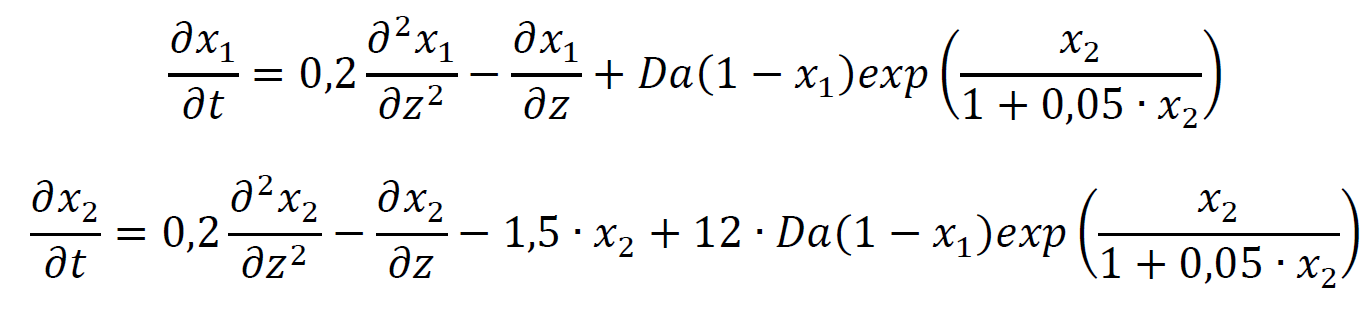 ∂x₁/∂t = 0,2 ∂²x₁/∂z² − ∂x₁/∂z + Da(1 − x₁)exp(x₂/(1 + 0,05 · x₂))
∂x₂/∂t = 0,2 ∂²x₂/∂z² − ∂x₂/∂z − 1,5 · x₂ + 12 · Da(1 − x₁)exp(x₂/(1 + 0,05 · x₂))